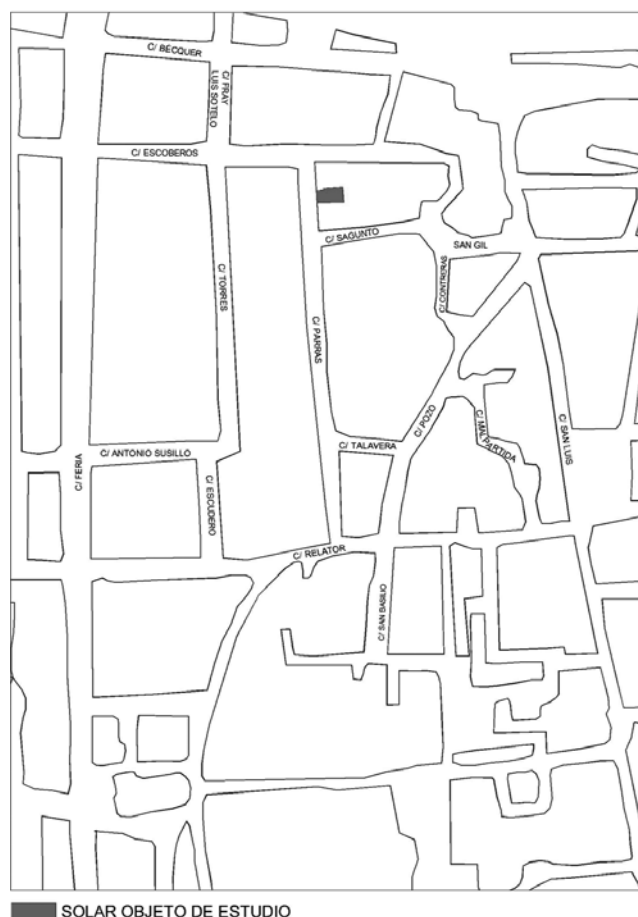 C/ BÉCQUER
C/ FRAY
LUIS SOTELO
C/ ESCOBEROS
C/ SAGUNTO
SAN GIL
C/ CONTRERAS
C/ TORRES
C/ PARRAS
C/ POZO
C/ MALPARTIDA
C/ SAN LUIS
C/ TALAVERA
C/ ANTONIO SUSILLO
C/ FERIA
C/ ESCUDERO
C/ RELATOR
C/ SAN BASILIO
SOLAR OBJETO DE ESTUDIO